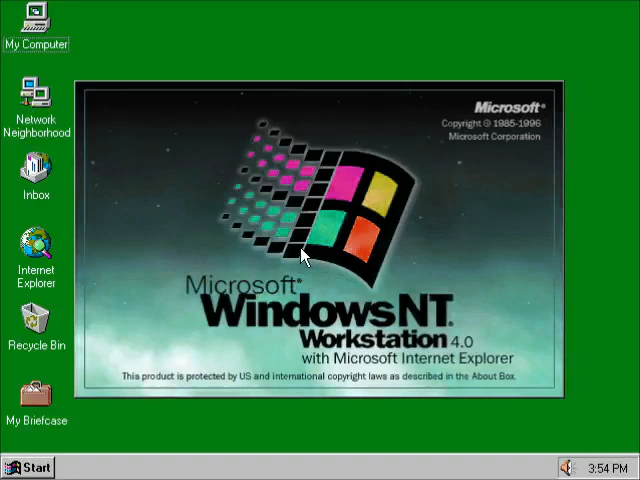 My Computer
Network
Neighborhood
Inbox
Internet
Explorer
Recycle Bin
My Briefcase
Microsoft®
Copyright © 1985-1996
Microsoft Corporation
Microsoft®
Windows NT®
Workstation 4.0
with Microsoft Internet Explorer
This product is protected by US and international copyright laws as described in the About Box.
Start
3:54 PM